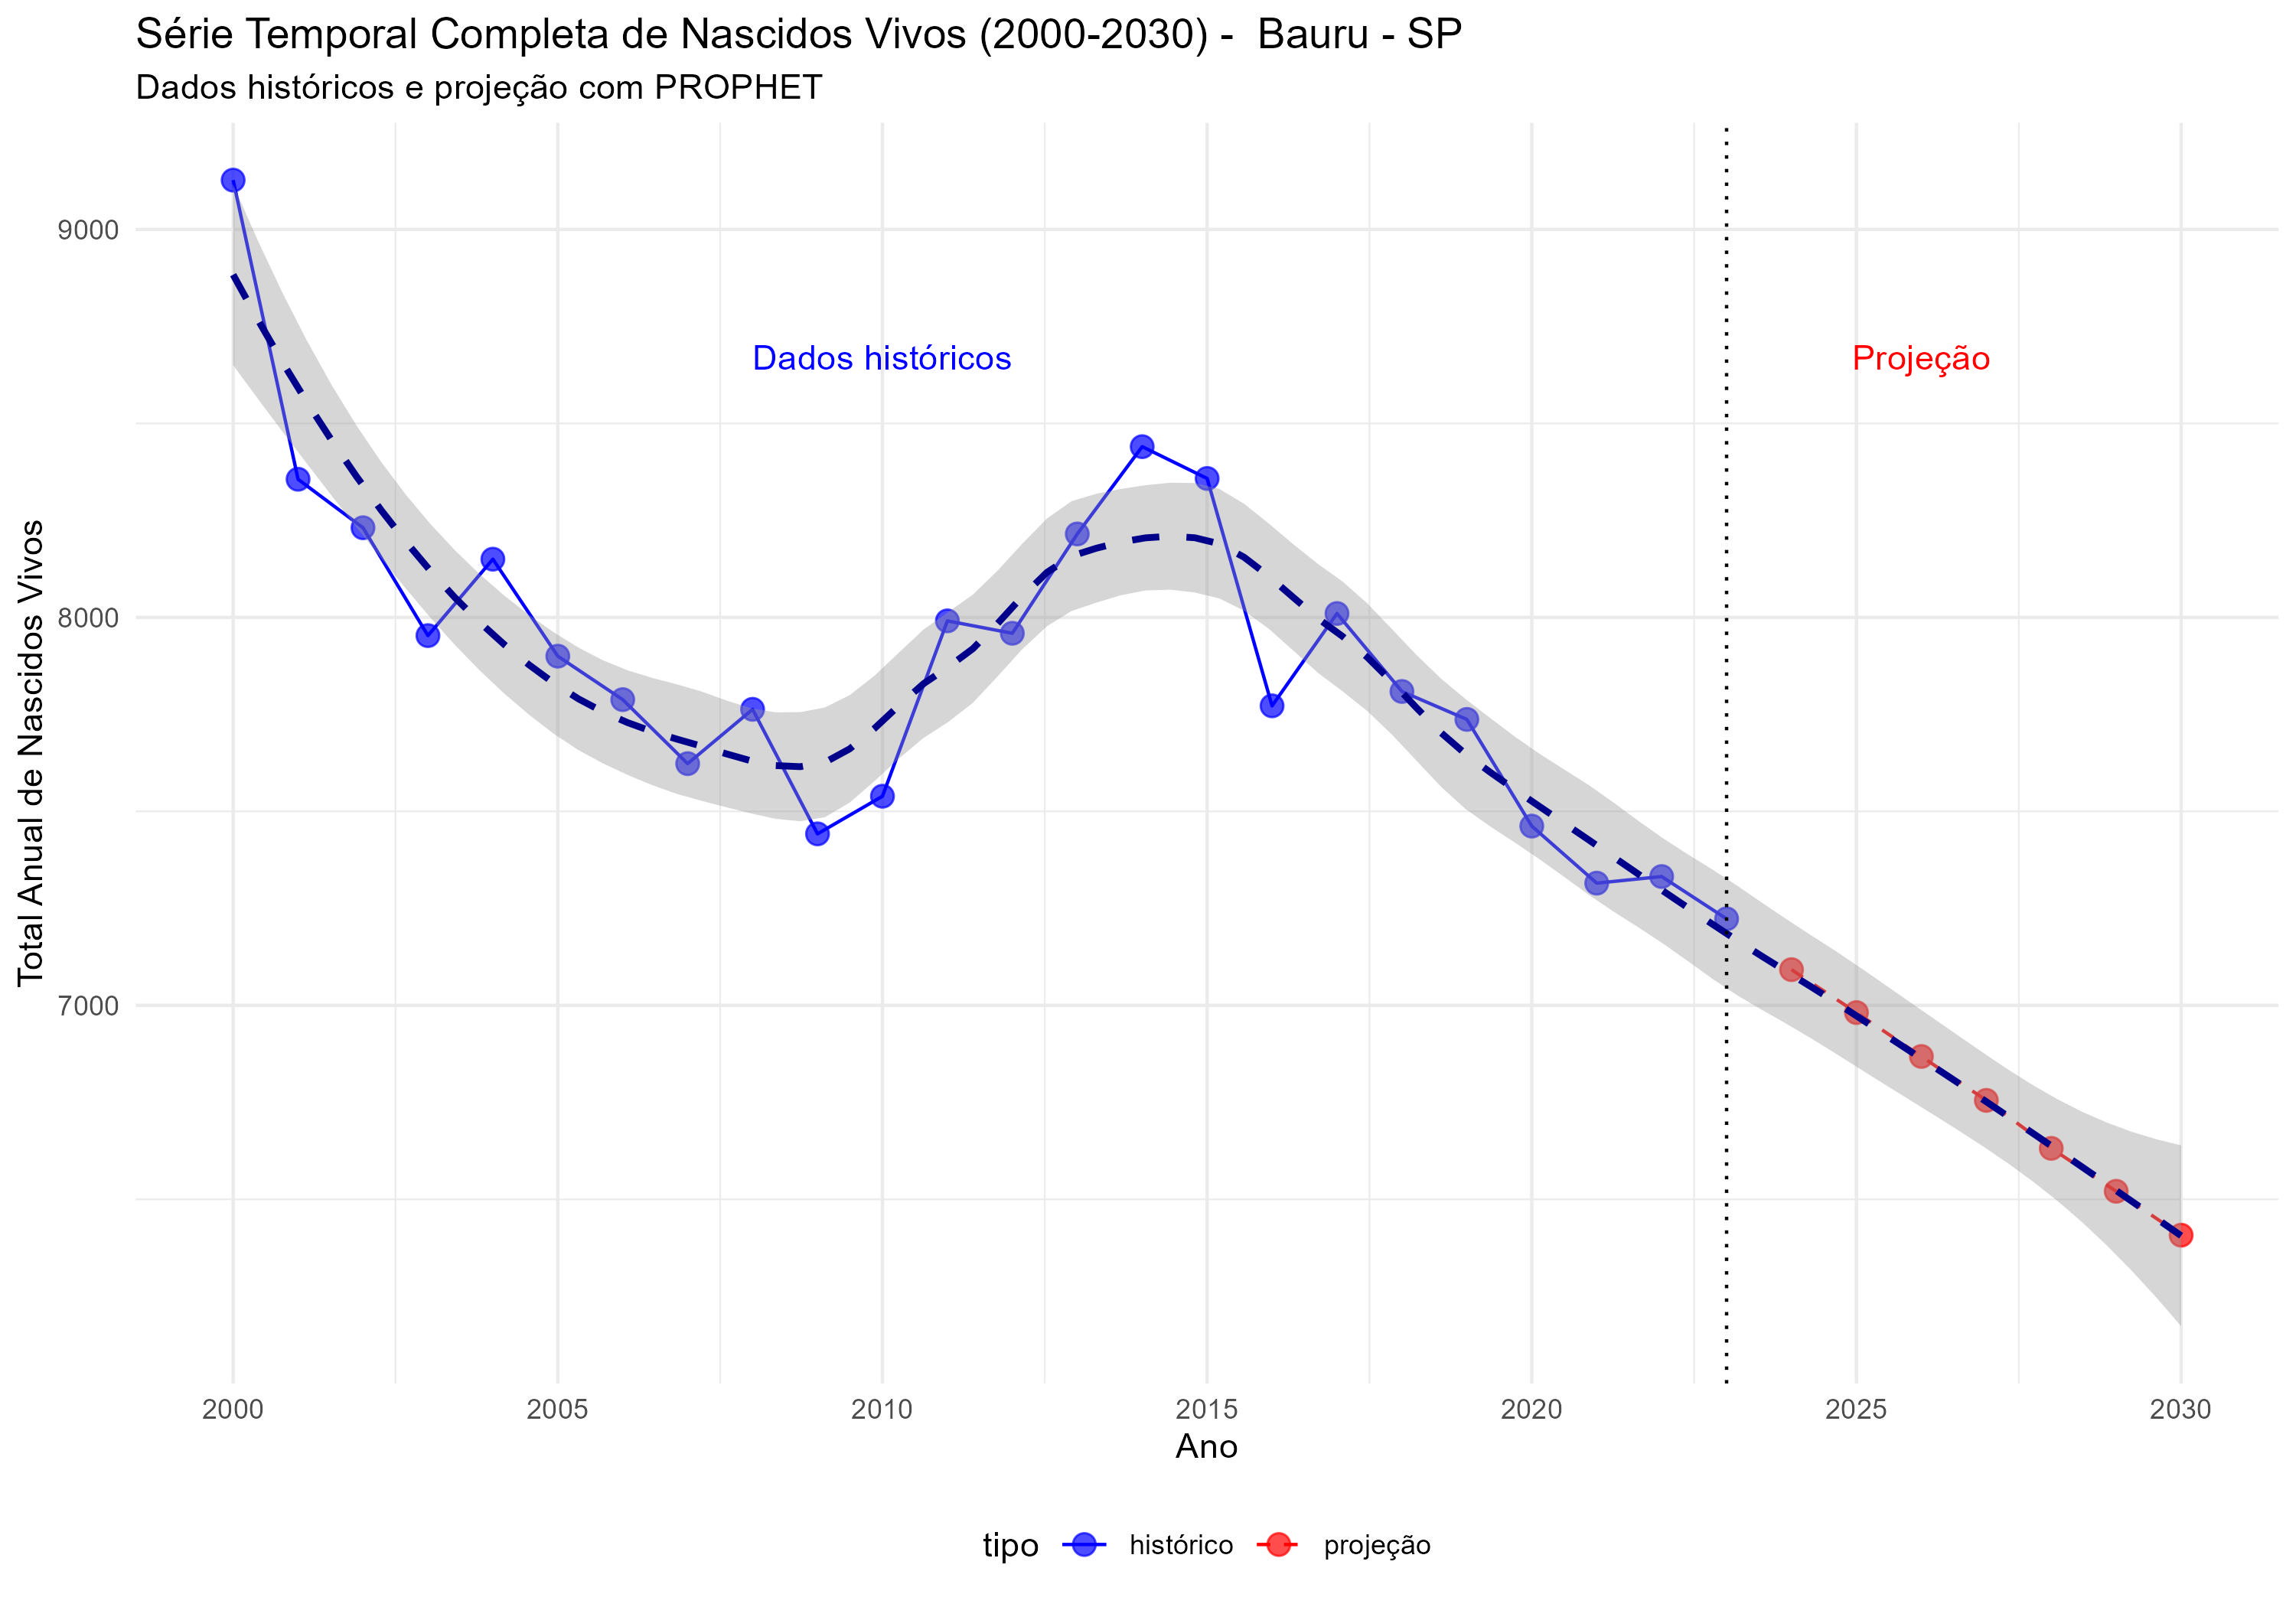 Série Temporal Completa de Nascidos Vivos (2000-2030) -  Bauru - SP
Dados históricos e projeção com PROPHET
Total Anual de Nascidos Vivos
9000
8000
7000
Dados históricos
Projeção
2000
2005
2010
2015
2020
2025
2030
Ano
tipo
histórico
projeção